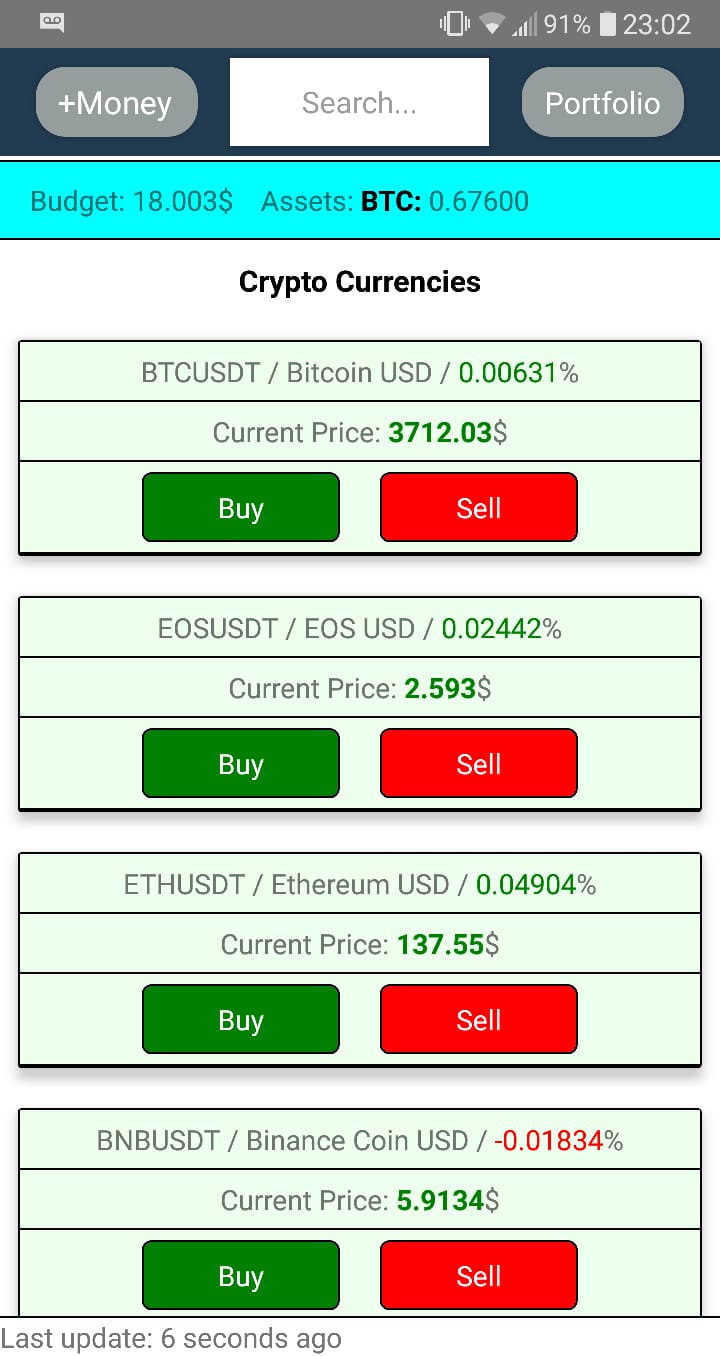 91% 23:02
+Money Search... Portfolio
Budget: 18.003$ Assets: BTC: 0.67600
Crypto Currencies
BTCUSDT / Bitcoin USD / 0.00631%
Current Price: 3712.03$
Buy Sell
EOSUSDT / EOS USD / 0.02442%
Current Price: 2.593$
Buy Sell
ETHUSDT / Ethereum USD / 0.04904%
Current Price: 137.55$
Buy Sell
BNBUSDT / Binance Coin USD / -0.01834%
Current Price: 5.9134$
Buy Sell
Last update: 6 seconds ago